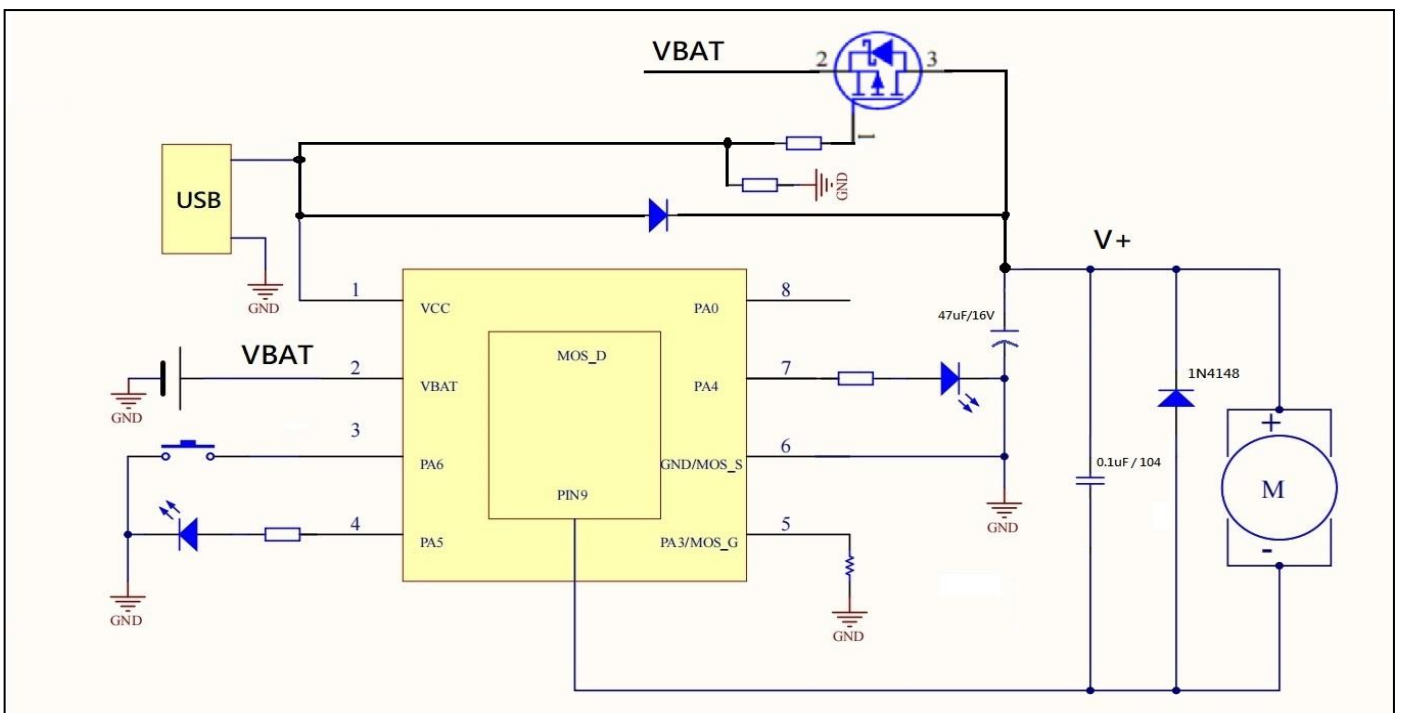 VBAT
2
3
1
USB
GND
V+
GND
1
VCC
PA0
8
47uF/16V
VBAT
MOS_D
2
VBAT
PA4
7
1N4148
GND
3
PA6
GND/MOS_S
6
0.1uF / 104
+
M
-
PIN9
GND
4
PA5
PA3/MOS_G
5
GND
GND